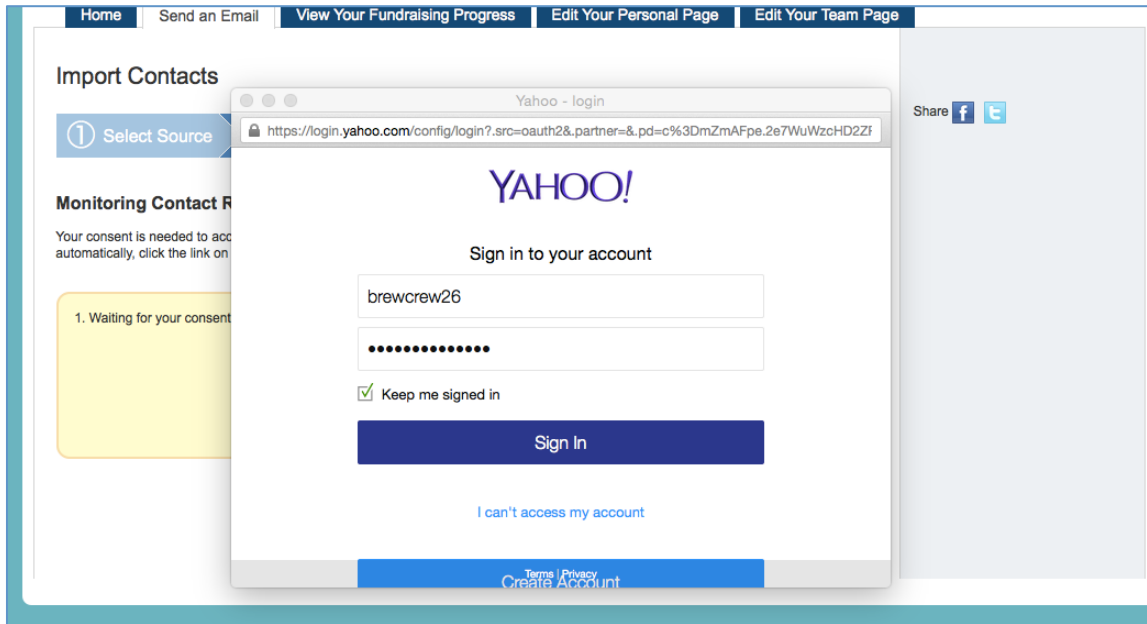 Home Send an Email View Your Fundraising Progress Edit Your Personal Page Edit Your Team Page
Import Contacts
Share
① Select Source
Monitoring Contact R
Your consent is needed to acc
automatically, click the link on
1. Waiting for your consent
Yahoo - login
https://login.yahoo.com/config/login?.src=oauth2&.partner=&.pd=c%3DmZmAFpe.2e7WuWzcHD2ZF
YAHOO!
Sign in to your account
brewcrew26
••••••••••••••
Keep me signed in
Sign In
I can't access my account
Terms | Privacy
Create Account